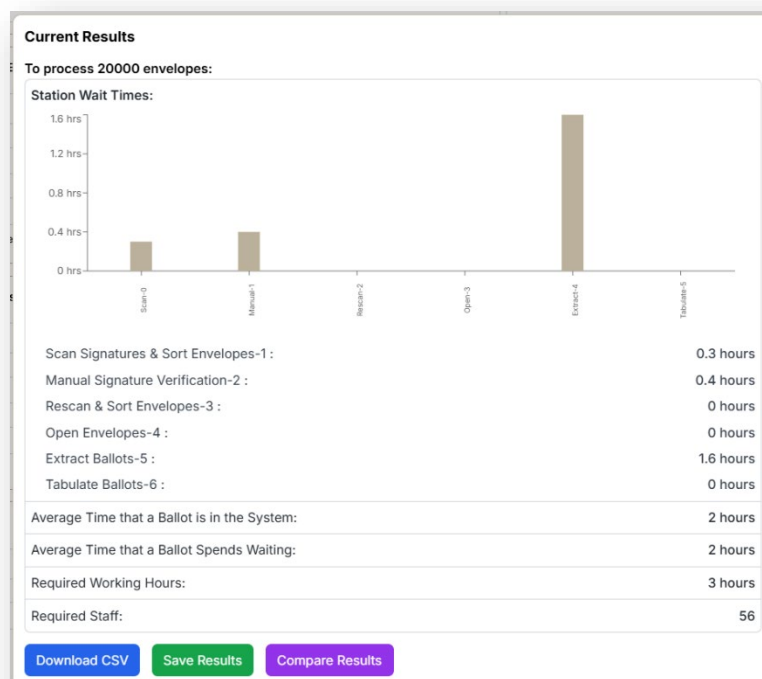 Current Results
To process 20000 envelopes:
Station Wait Times:
1.6 hrs
1.2 hrs
0.8 hrs
0.4 hrs
0 hrs
Scan-0
Manual-1
Rescan-2
Open-3
Extract-4
Tabulate-5
Scan Signatures & Sort Envelopes-1 : 0.3 hours
Manual Signature Verification-2 : 0.4 hours
Rescan & Sort Envelopes-3 : 0 hours
Open Envelopes-4 : 0 hours
Extract Ballots-5 : 1.6 hours
Tabulate Ballots-6 : 0 hours
Average Time that a Ballot is in the System: 2 hours
Average Time that a Ballot Spends Waiting: 2 hours
Required Working Hours: 3 hours
Required Staff: 56
Download CSV Save Results Compare Results